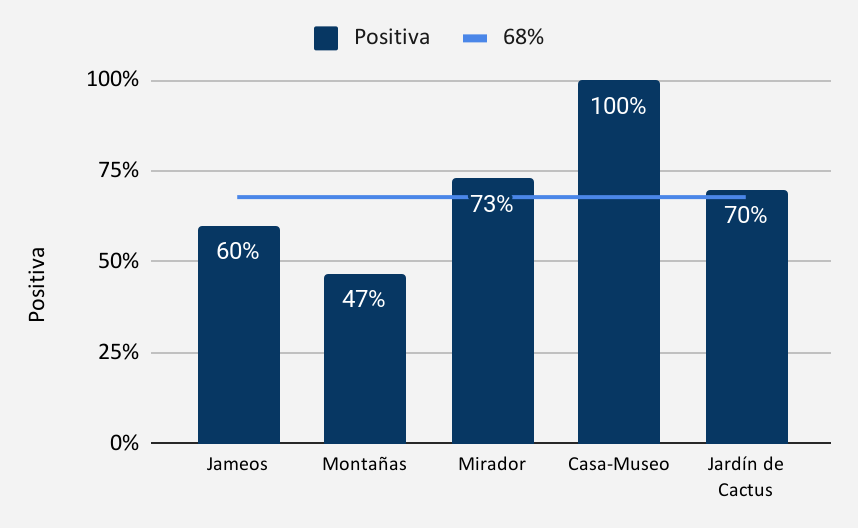 Positiva 68%
100%
75%
50%
25%
0%
Positiva
60%
47%
73%
100%
70%
Jameos
Montañas
Mirador
Casa-Museo
Jardín de
Cactus